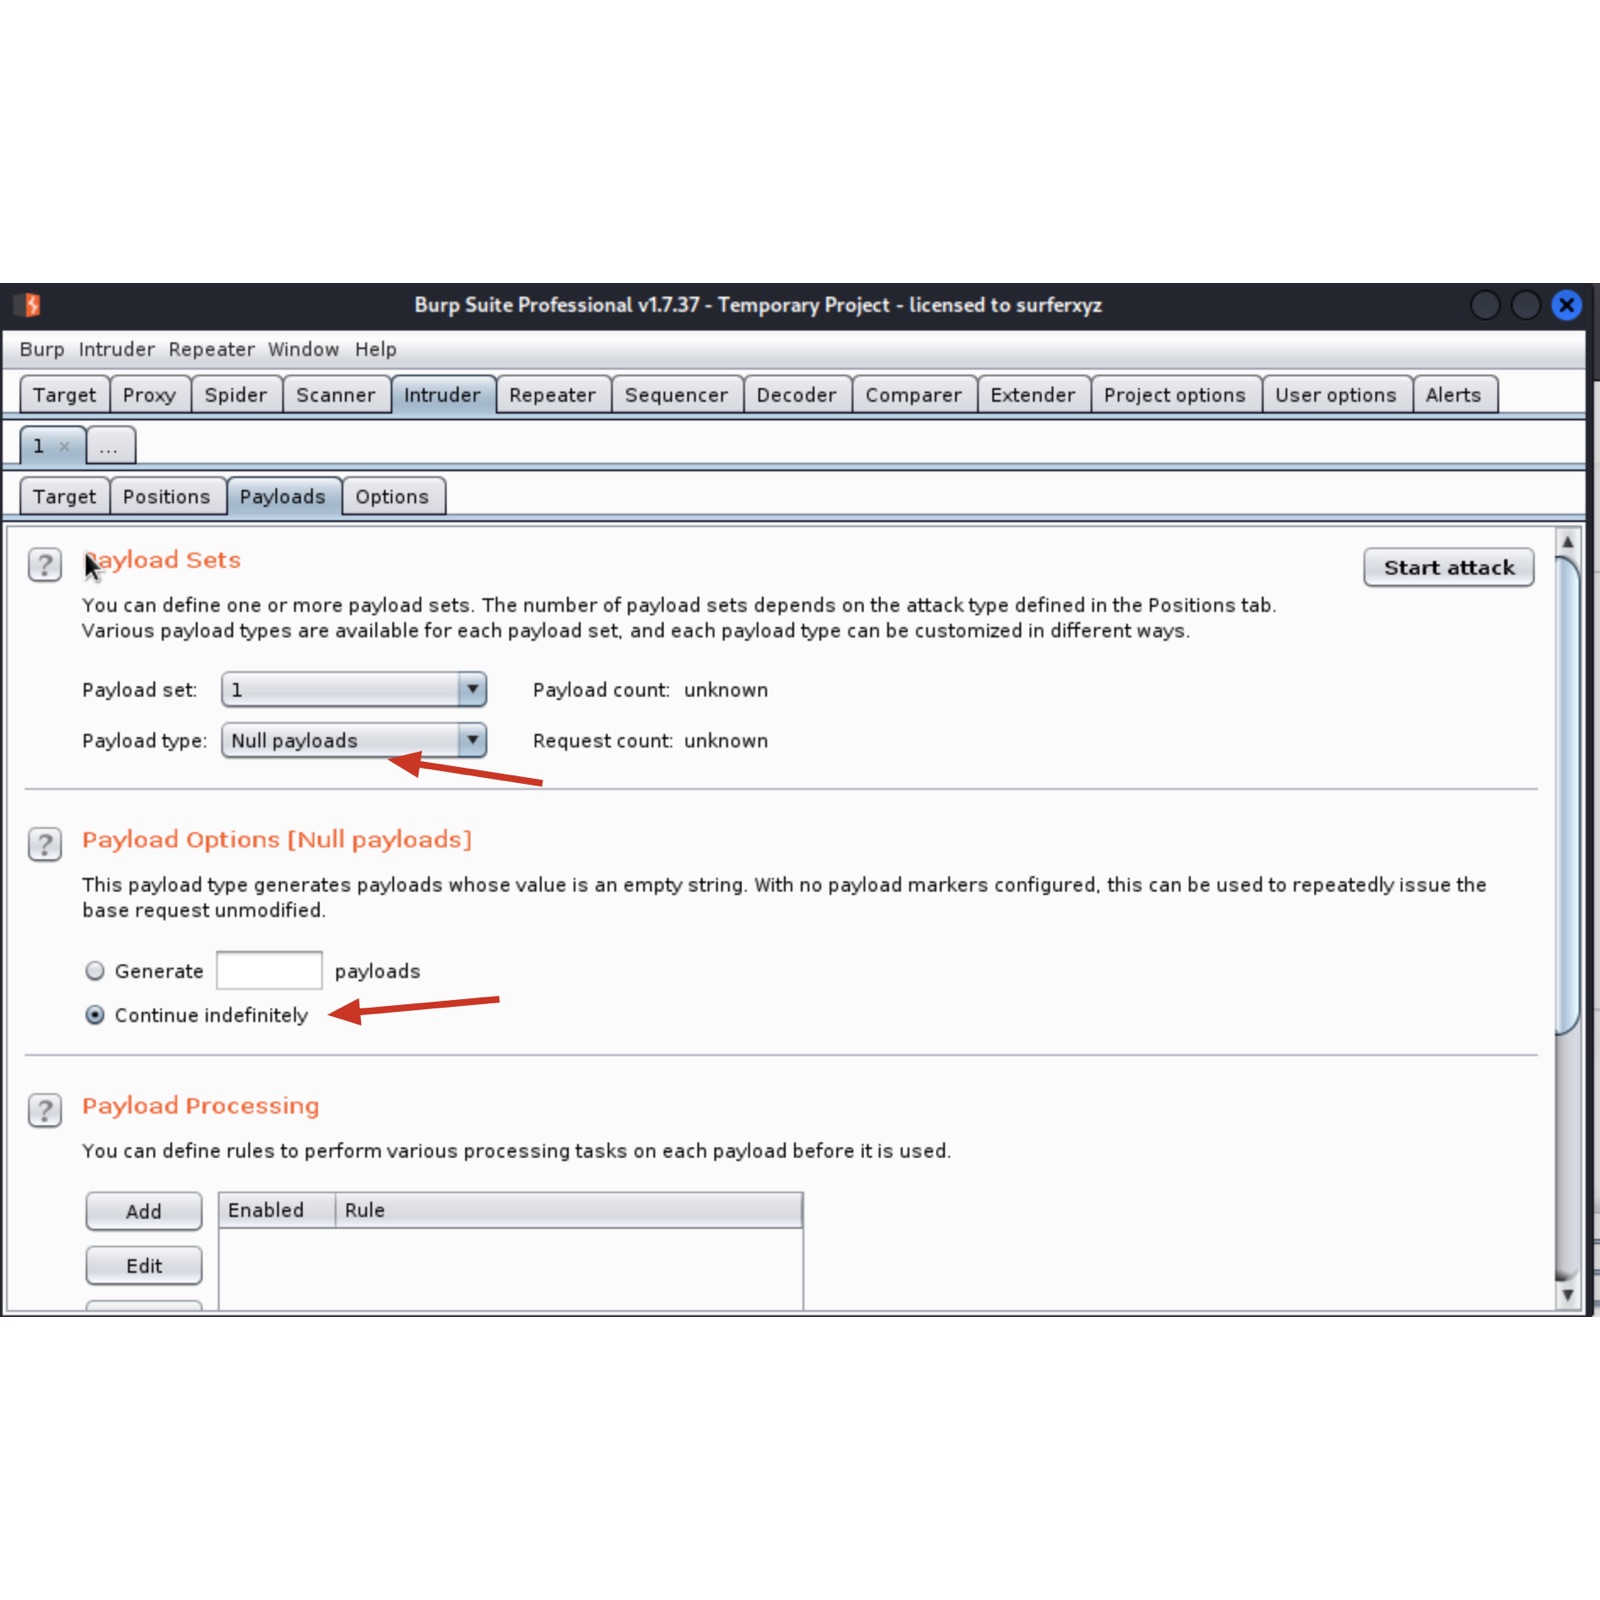 Burp Suite Professional v1.7.37 - Temporary Project - licensed to surferxyz
Burp Intruder Repeater Window Help
Target Proxy Spider Scanner Intruder Repeater Sequencer Decoder Comparer Extender Project options User options Alerts
1 × ...
Target Positions Payloads Options
? Payload Sets Start attack
You can define one or more payload sets. The number of payload sets depends on the attack type defined in the Positions tab.
Various payload types are available for each payload set, and each payload type can be customized in different ways.
Payload set: 1 Payload count: unknown
Payload type: Null payloads Request count: unknown
? Payload Options [Null payloads]
This payload type generates payloads whose value is an empty string. With no payload markers configured, this can be used to repeatedly issue the
base request unmodified.
Generate payloads
Continue indefinitely
? Payload Processing
You can define rules to perform various processing tasks on each payload before it is used.
Add Enabled Rule
Edit